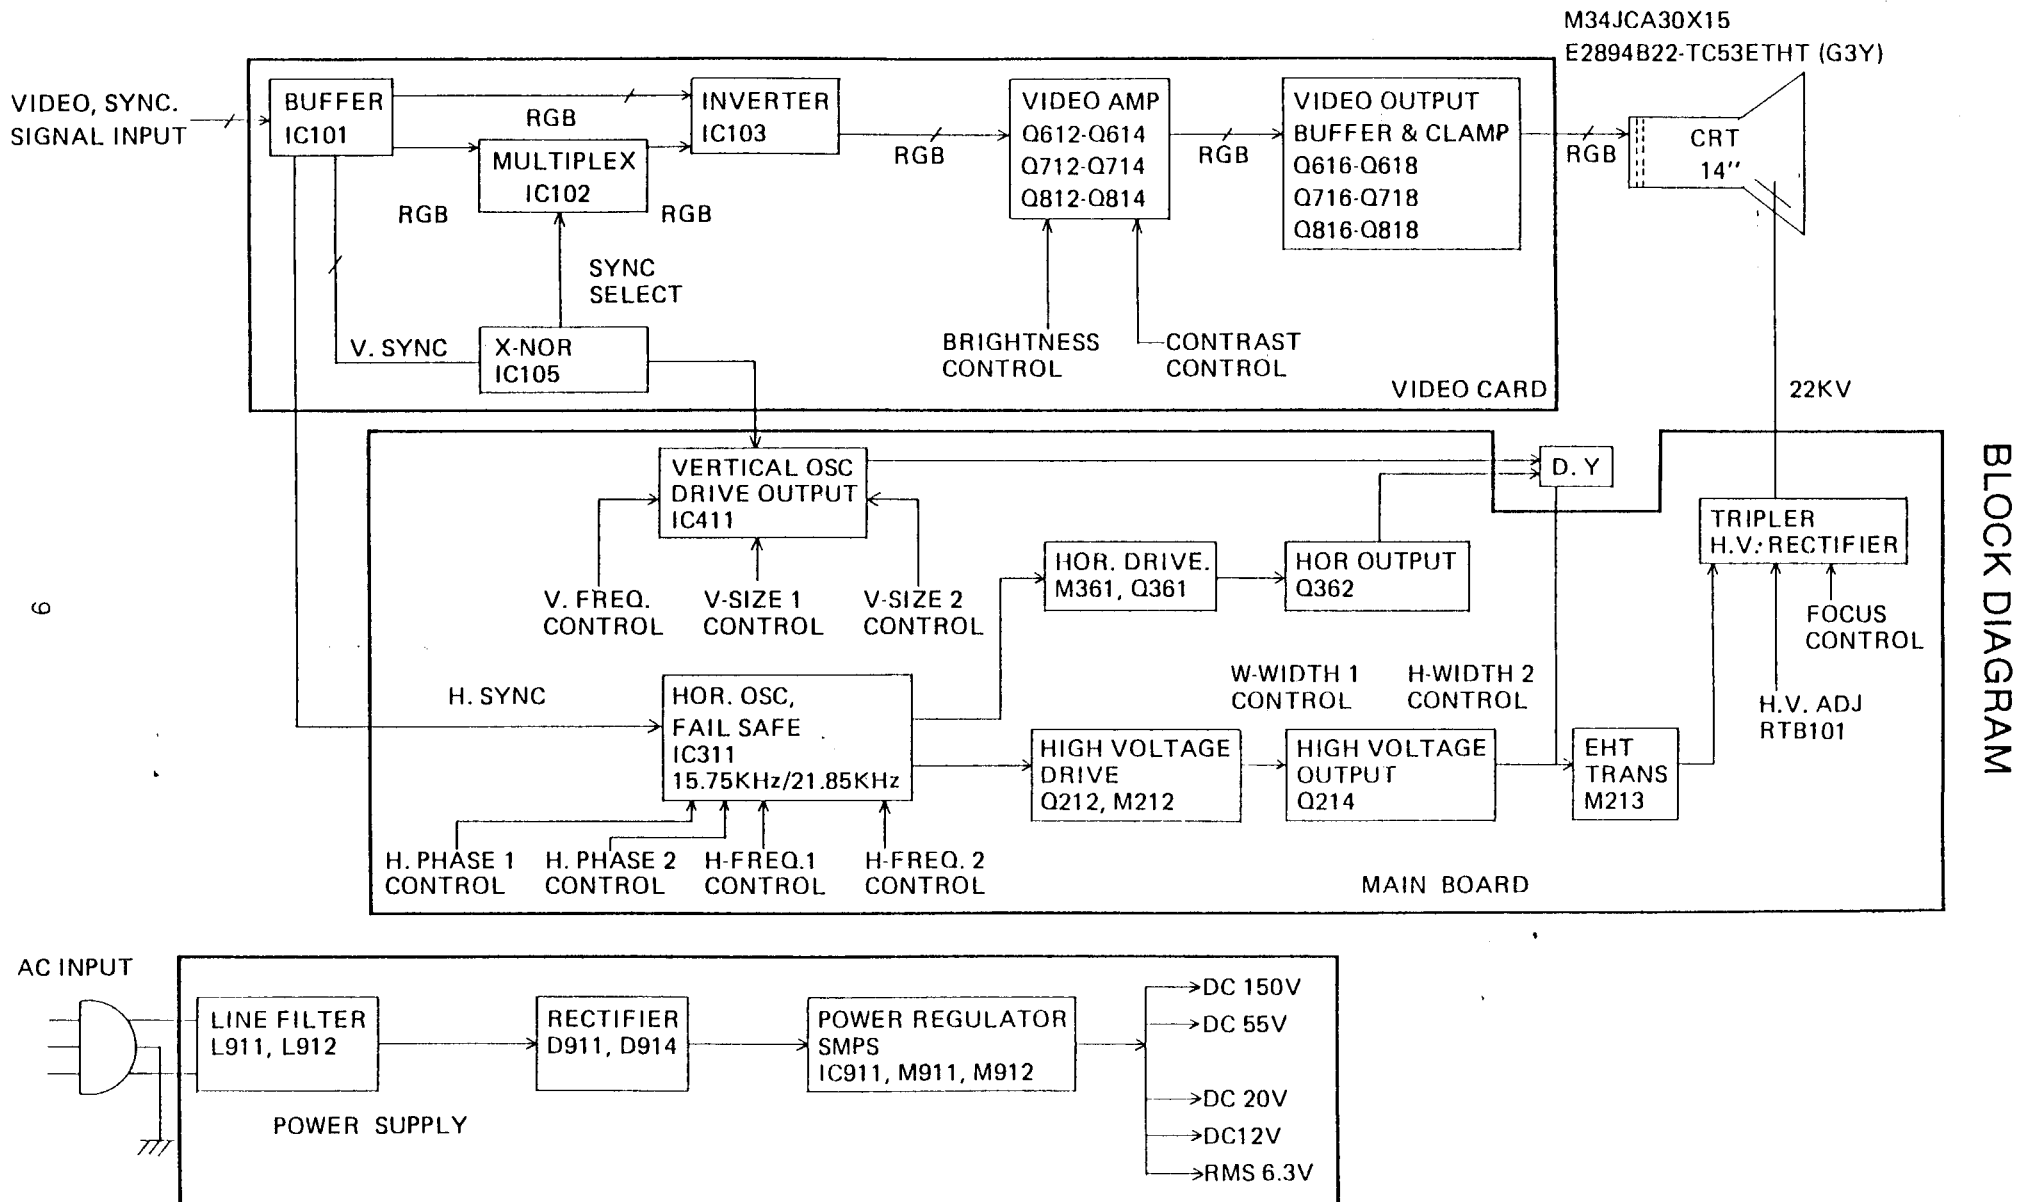 M34JCA30X15
E2894B22-TC53ETHT (G3Y)
VIDEO, SYNC.
SIGNAL INPUT
BUFFER
IC101
RGB
INVERTER
IC103
MULTIPLEX
IC102
RGB
RGB
SYNC
SELECT
V. SYNC
X-NOR
IC105
RGB
VIDEO AMP
Q612-Q614
Q712-Q714
Q812-Q814
RGB
VIDEO OUTPUT
BUFFER & CLAMP
Q616-Q618
Q716-Q718
Q816-Q818
RGB
CRT
14''
BRIGHTNESS
CONTROL
CONTRAST
CONTROL
VIDEO CARD
22KV
BLOCK DIAGRAM
VERTICAL OSC
DRIVE OUTPUT
IC411
D. Y
TRIPLER
H.V. RECTIFIER
HOR. DRIVE.
M361, Q361
HOR OUTPUT
Q362
V. FREQ.
CONTROL
V-SIZE 1
CONTROL
V-SIZE 2
CONTROL
FOCUS
CONTROL
9
H. SYNC
HOR. OSC,
FAIL SAFE
IC311
15.75KHz/21.85KHz
W-WIDTH 1
CONTROL
H-WIDTH 2
CONTROL
H.V. ADJ
RTB101
HIGH VOLTAGE
DRIVE
Q212, M212
HIGH VOLTAGE
OUTPUT
Q214
EHT
TRANS
M213
H. PHASE 1
CONTROL
H. PHASE 2
CONTROL
H-FREQ.1
CONTROL
H-FREQ. 2
CONTROL
MAIN BOARD
AC INPUT
LINE FILTER
L911, L912
RECTIFIER
D911, D914
POWER REGULATOR
SMPS
IC911, M911, M912
DC 150V
DC 55V
DC 20V
DC12V
RMS 6.3V
POWER SUPPLY